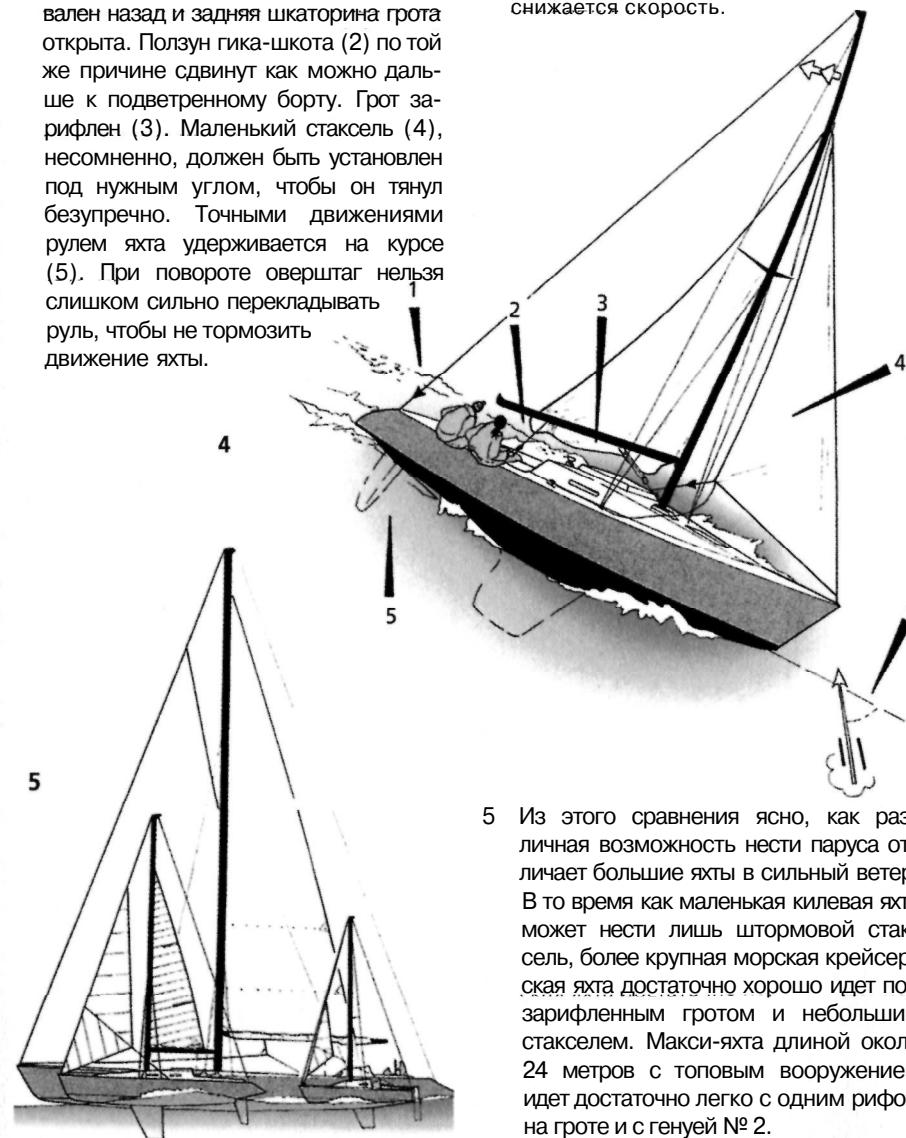 вален назад и задняя шкаторина грота
открыта. Ползун гика-шкота (2) по той
же причине сдвинут как можно даль-
ше к подветренному борту. Грот за-
рифлен (3). Маленький стаксель (4),
несомненно, должен быть установлен
под нужным углом, чтобы он тянул
безупречно. Точными движениями
рулем яхта удерживается на курсе
(5). При повороте оверштаг нельзя
слишком сильно перекладывать
руль, чтобы не тормозить
движение яхты.
снижается скорость.
1
2
3
4
5
4
5
5 Из этого сравнения ясно, как раз
личная возможность нести паруса от
личает большие яхты в сильный ветер
В то время как маленькая килевая яхт
может нести лишь штормовой стак
сель, более крупная морская крейсер
ская яхта достаточно хорошо идет по
зарифленным гротом и небольши
стакселем. Макси-яхта длиной окол
24 метров с топовым вооружение
идет достаточно легко с одним рифо
на гроте и с генуей № 2.